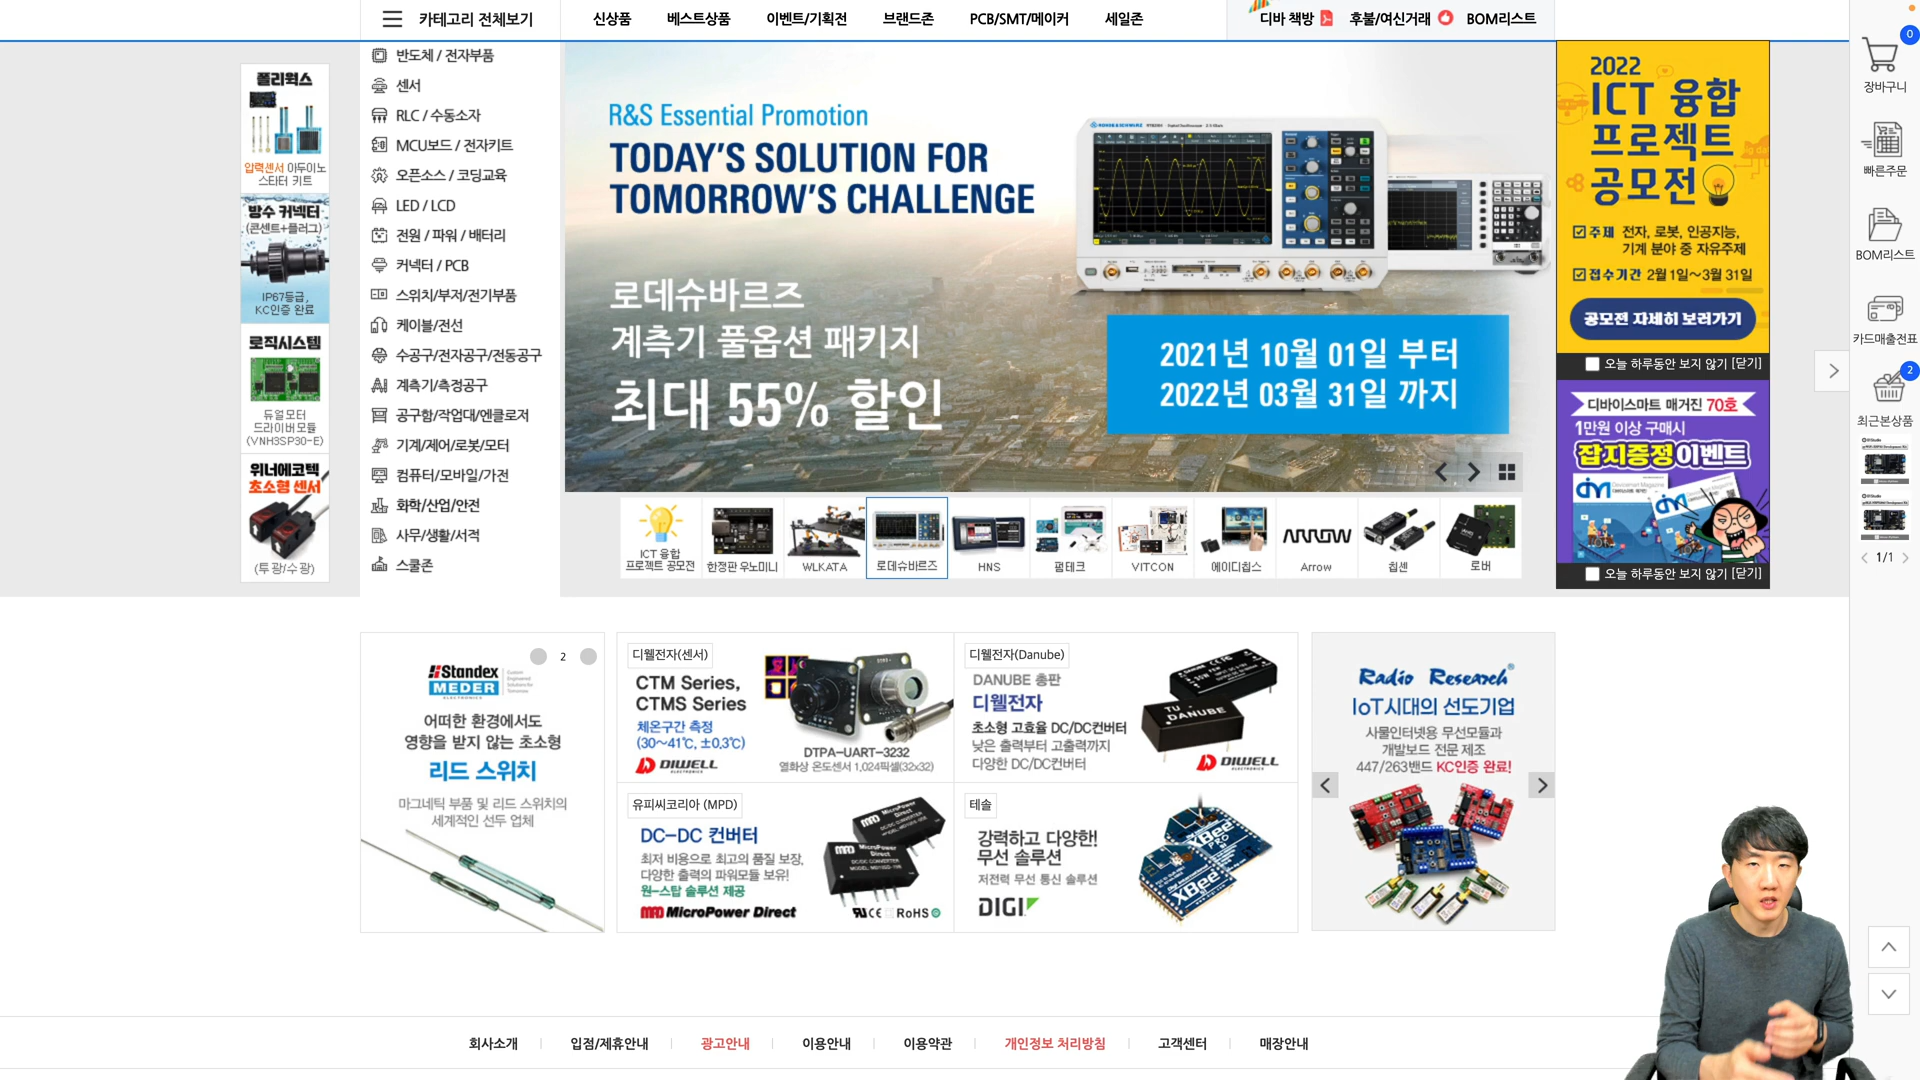 카테고리 전체보기
신상품
베스트상품
이벤트/기획전
브랜드존
PCB/SMT/메이커
세일존
디바 책방
후불/여신거래
BOM리스트
폴리웍스
압력센서 아두이노
스타터 키트
방수 커넥터
(콘센트+플러그)
IP67등급,
KC인증 완료
로직시스템
듀얼 모터
드라이버 모듈
(VNH3SP30-E)
위너에코텍
초소형 센서
(투광/수광)
반도체 / 전자부품
센서
RLC / 수동소자
MCU보드 / 전자키트
오픈소스 / 코딩교육
LED / LCD
전원 / 파워 / 배터리
커넥터 / PCB
스위치/부저/전기부품
케이블/전선
수공구/전자공구/전동공구
계측기/측정공구
공구함/작업대/엔클로저
기계/제어/로봇/모터
컴퓨터/모바일/가전
화학/산업/안전
사무/생활/서적
스쿨존
R&S Essential Promotion
TODAY'S SOLUTION FOR
TOMORROW'S CHALLENGE
로데슈바르즈
계측기 풀옵션 패키지
최대 55% 할인
2021년 10월 01일 부터
2022년 03월 31일 까지
ICT 융합
프로젝트 공모전
한정판 우노미니
WLKATA
로데슈바르즈
HNS
펌테크
VITCON
에이디칩스
Arrow
칩센
로버
2022
ICT 융합
프로젝트
공모전
주제 전자, 로봇, 인공지능,
기계 분야 중 자유주제
접수기간 2월 1일~3월 31일
공모전 자세히 보러가기
오늘 하루동안 보지 않기 [닫기]
디바이스마트 매거진 70호
1만원 이상 구매시
잡지증정이벤트
오늘 하루동안 보지 않기 [닫기]
0
장바구니
빠른주문
BOM리스트
카드매출전표
2
최근본상품
1/1
2
Standex
MEDER
ELECTRONICS
어떠한 환경에서도
영향을 받지 않는 초소형
리드 스위치
마그네틱 부품 및 리드 스위치의
세계적인 선두 업체
디웰전자(센서)
CTM Series,
CTMS Series
체온구간 측정
(30~41℃, ±0.3℃)
DIWELL
DTPA-UART-3232
열화상 온도센서 1,024픽셀(32x32)
디웰전자(Danube)
DANUBE 총판
디웰전자
초소형 고효율 DC/DC컨버터
낮은 출력부터 고출력까지
다양한 DC/DC컨버터
DANUBE
DIWELL
유피씨코리아 (MPD)
DC-DC 컨버터
최저 비용으로 최고의 품질 보장,
다양한 출력의 파워모듈 보유!
원-스탑 솔루션 제공
MicroPower Direct
RoHS
테솔
강력하고 다양한!
무선 솔루션
저전력 무선 통신 솔루션
DIGI
XBee
PRO
XBee
Radio Research
IoT시대의 선도기업
사물인터넷용 무선모듈과
개발보드 전문 제조
447/263밴드 KC인증 완료!
회사소개
입점/제휴안내
광고안내
이용안내
이용약관
개인정보 처리방침
고객센터
매장안내